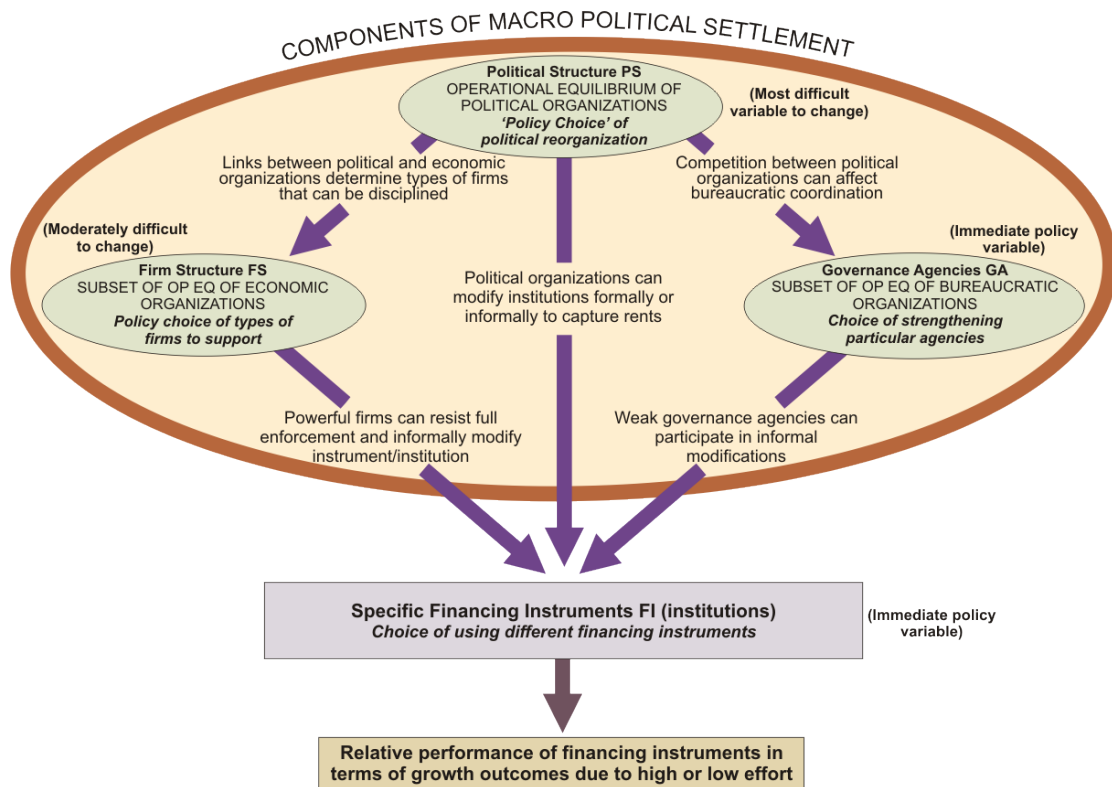 COMPONENTS OF MACRO POLITICAL SETTLEMENT
Political Structure PS
OPERATIONAL EQUILIBRIUM OF
POLITICAL ORGANIZATIONS
‘Policy Choice’ of
political reorganization
(Most difficult
variable to change)
Links between political and economic
organizations determine types of firms
that can be disciplined
Competition between political
organizations can affect
bureaucratic coordination
(Moderately difficult
to change)
(Immediate policy
variable)
Firm Structure FS
SUBSET OF OP EQ OF ECONOMIC
ORGANIZATIONS
Policy choice of types of
firms to support
Political organizations can
modify institutions formally or
informally to capture rents
Governance Agencies GA
SUBSET OF OP EQ OF BUREAUCRATIC
ORGANIZATIONS
Choice of strengthening
particular agencies
Powerful firms can resist full
enforcement and informally modify
instrument/institution
Weak governance agencies can
participate in informal
modifications
Specific Financing Instruments FI (institutions)
Choice of using different financing instruments
(Immediate policy
variable)
Relative performance of financing instruments in
terms of growth outcomes due to high or low effort